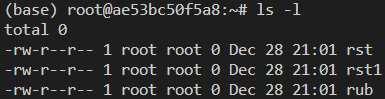 (base) root@ae53bc50f5a8:~# ls -l
total 0
-rw-r--r-- 1 root root 0 Dec 28 21:01 rst
-rw-r--r-- 1 root root 0 Dec 28 21:01 rst1
-rw-r--r-- 1 root root 0 Dec 28 21:01 rub